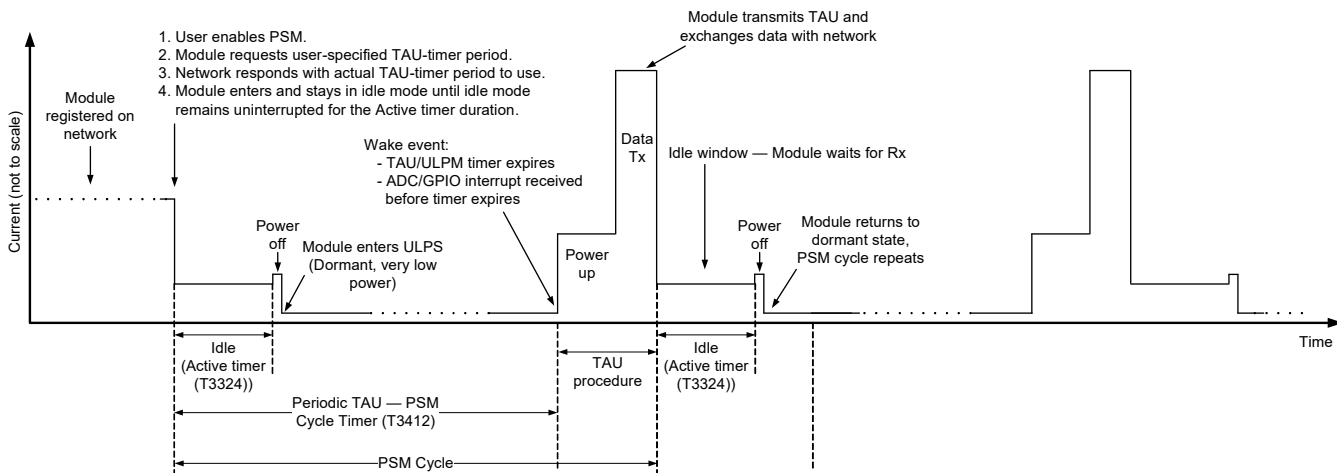 Module transmits TAU and
exchanges data with network
1. User enables PSM.
2. Module requests user-specified TAU-timer period.
3. Network responds with actual TAU-timer period to use.
4. Module enters and stays in idle mode until idle mode
remains uninterrupted for the Active timer duration.
Module
registered on
network
Current (not to scale)
Wake event:
- TAU/ULPM timer expires
- ADC/GPIO interrupt received
before timer expires
Data
Tx
Idle window — Module waits for Rx
Power
off
Module enters ULPS
(Dormant, very low
power)
Power
up
Power
off
Module returns to
dormant state,
PSM cycle repeats
Time
Idle
(Active timer
(T3324))
TAU
procedure
Idle
(Active timer
(T3324))
Periodic TAU — PSM
Cycle Timer (T3412)
PSM Cycle